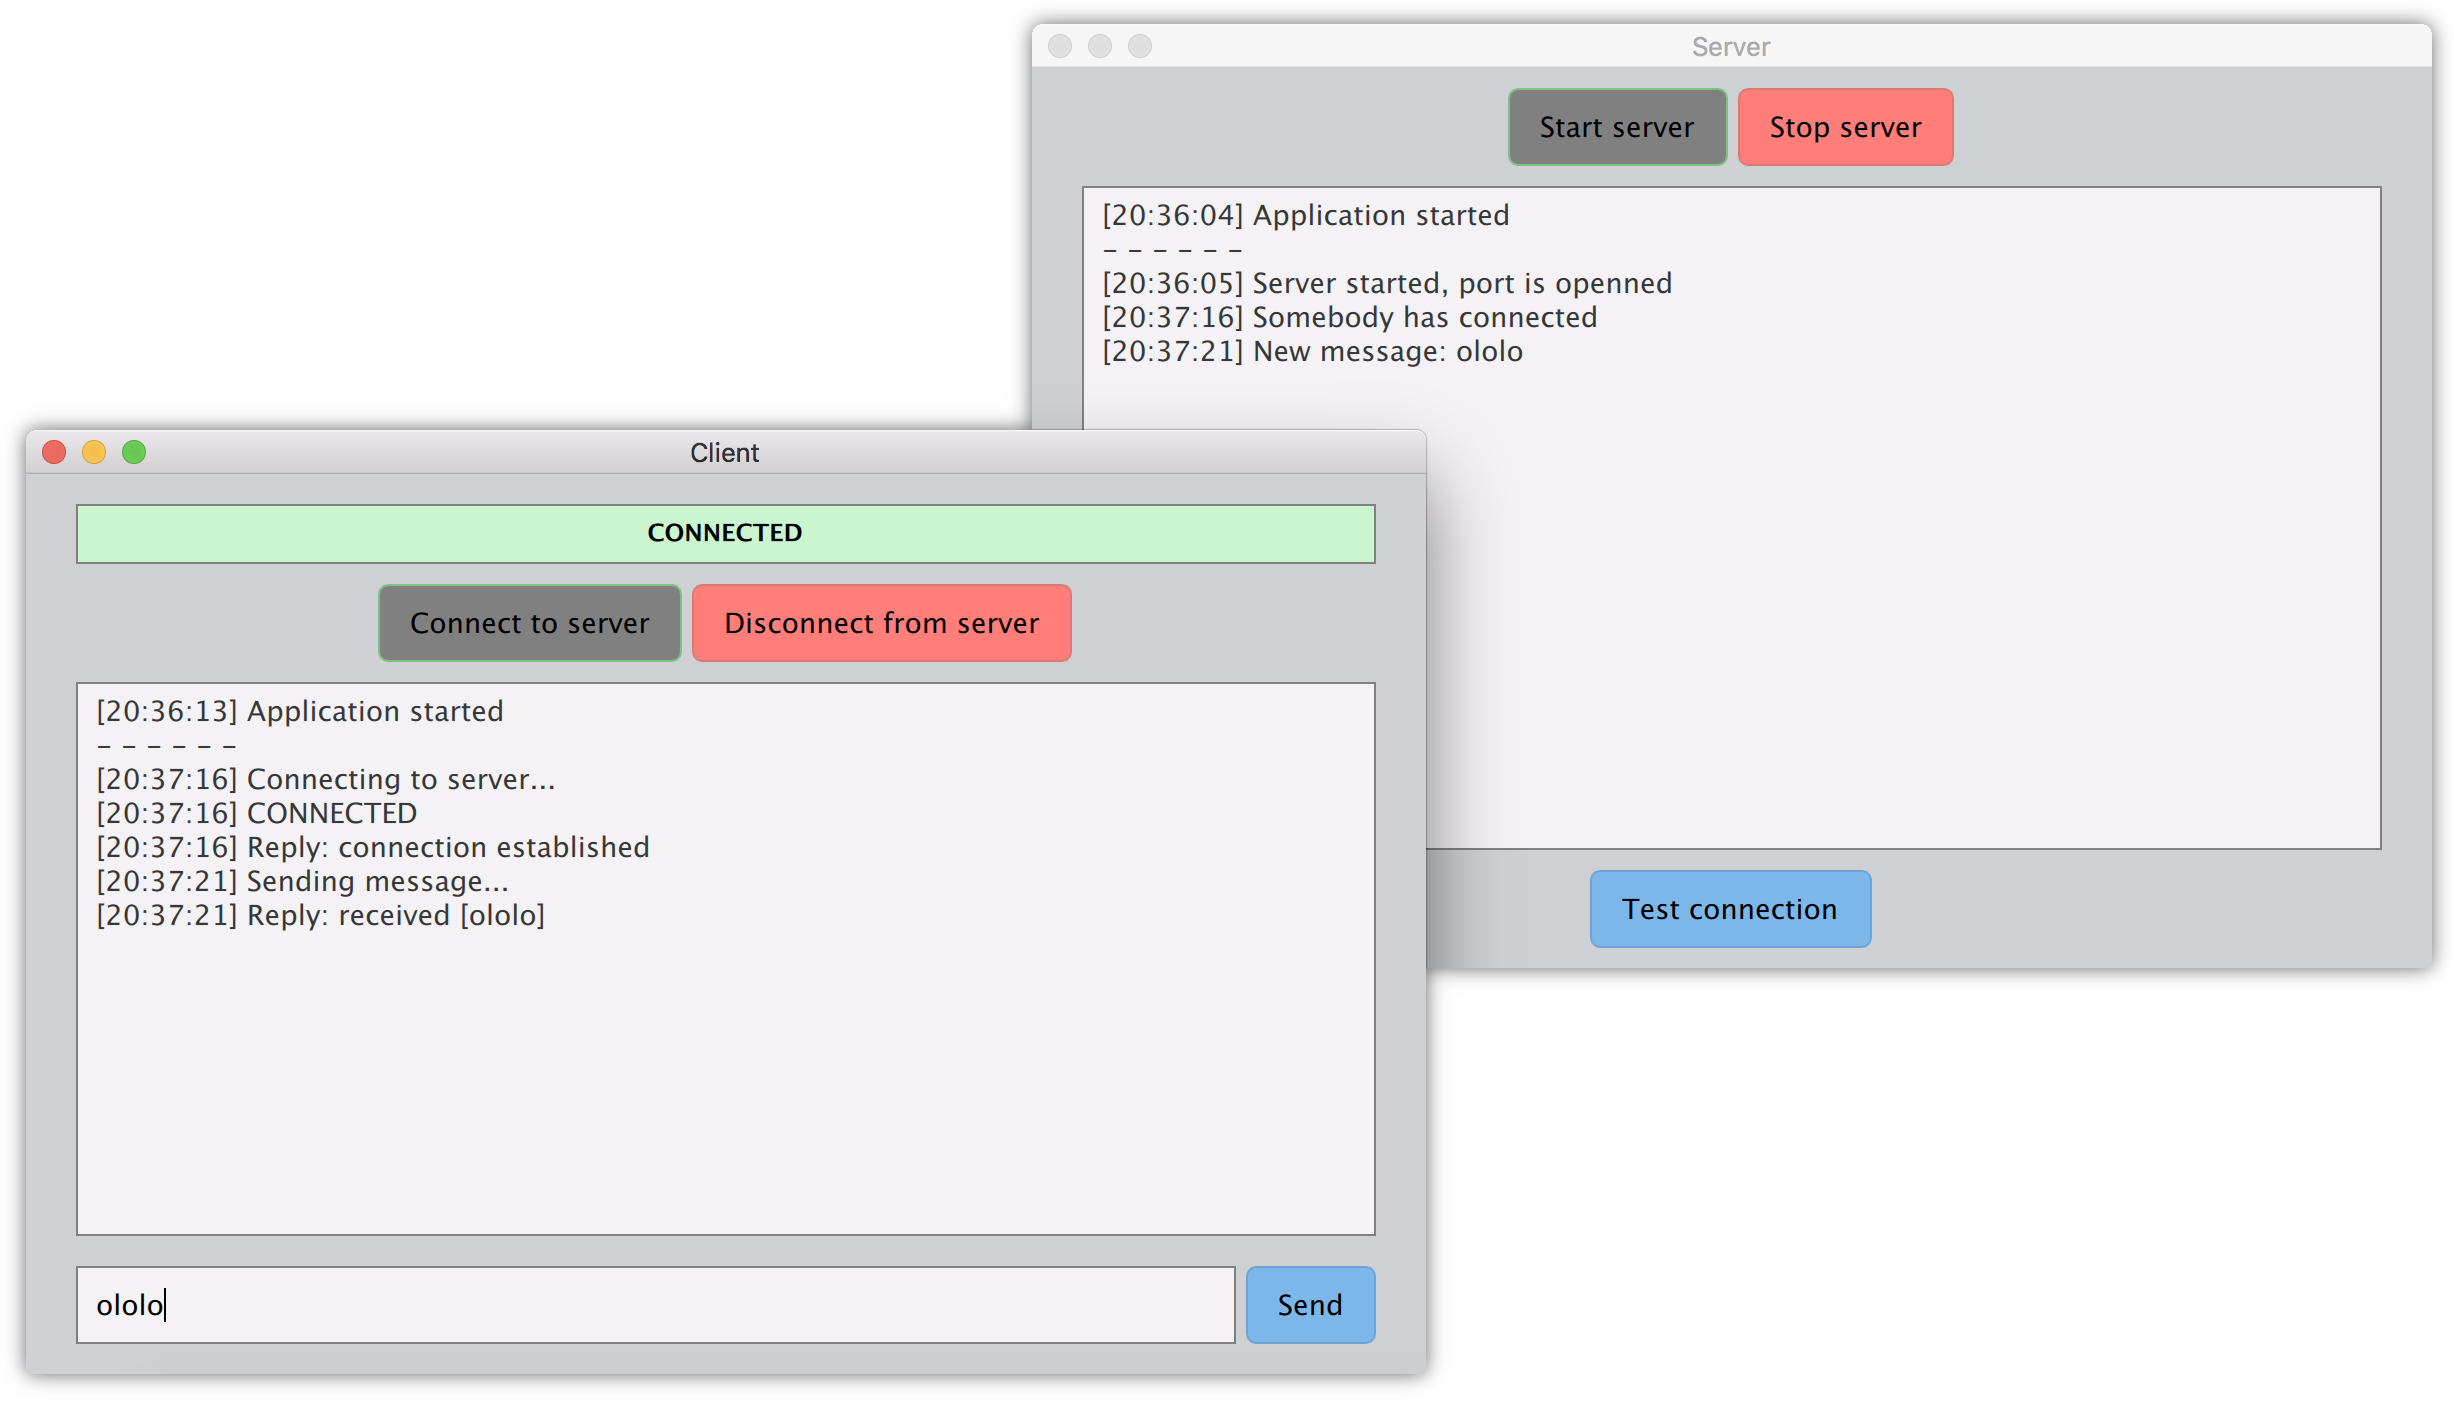 Server
Start server
Stop server
[20:36:04] Application started
- - - - - -
[20:36:05] Server started, port is openned
[20:37:16] Somebody has connected
[20:37:21] New message: ololo
Test connection
Client
CONNECTED
Connect to server
Disconnect from server
[20:36:13] Application started
- - - - - -
[20:37:16] Connecting to server...
[20:37:16] CONNECTED
[20:37:16] Reply: connection established
[20:37:21] Sending message...
[20:37:21] Reply: received [ololo]
ololo
Send